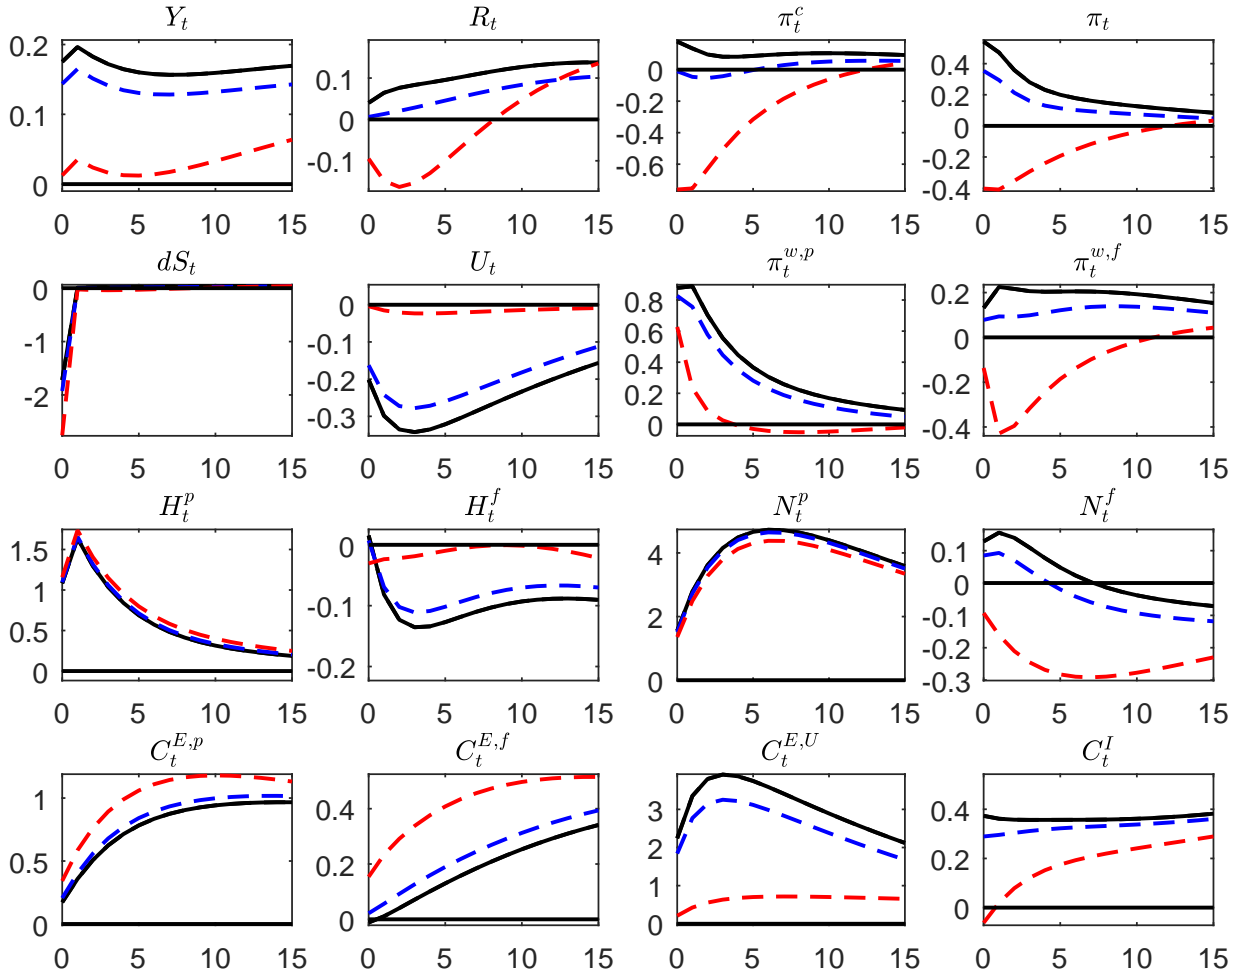 Y_t R_t π_t^c π_t
0.2 0.1 0
0.1 0 -0.1
0 -0.2 -0.4 -0.6
0.4 0.2 0 -0.2 -0.4
0 5 10 15 0 5 10 15 0 5 10 15 0 5 10 15
dS_t U_t π_t^{w,p} π_t^{w,f}
0 -1 -2
0 -0.1 -0.2 -0.3
0.8 0.6 0.4 0.2 0
0.2 0 -0.2 -0.4
0 5 10 15 0 5 10 15 0 5 10 15 0 5 10 15
H_t^p H_t^f N_t^p N_t^f
1.5 1 0.5 0
0 -0.1 -0.2
4 2 0
0.1 0 -0.1 -0.2 -0.3
0 5 10 15 0 5 10 15 0 5 10 15 0 5 10 15
C_t^{E,p} C_t^{E,f} C_t^{E,U} C_t^I
1 0.5 0
0.4 0.2 0
3 2 1 0
0.4 0.2 0
0 5 10 15 0 5 10 15 0 5 10 15 0 5 10 15